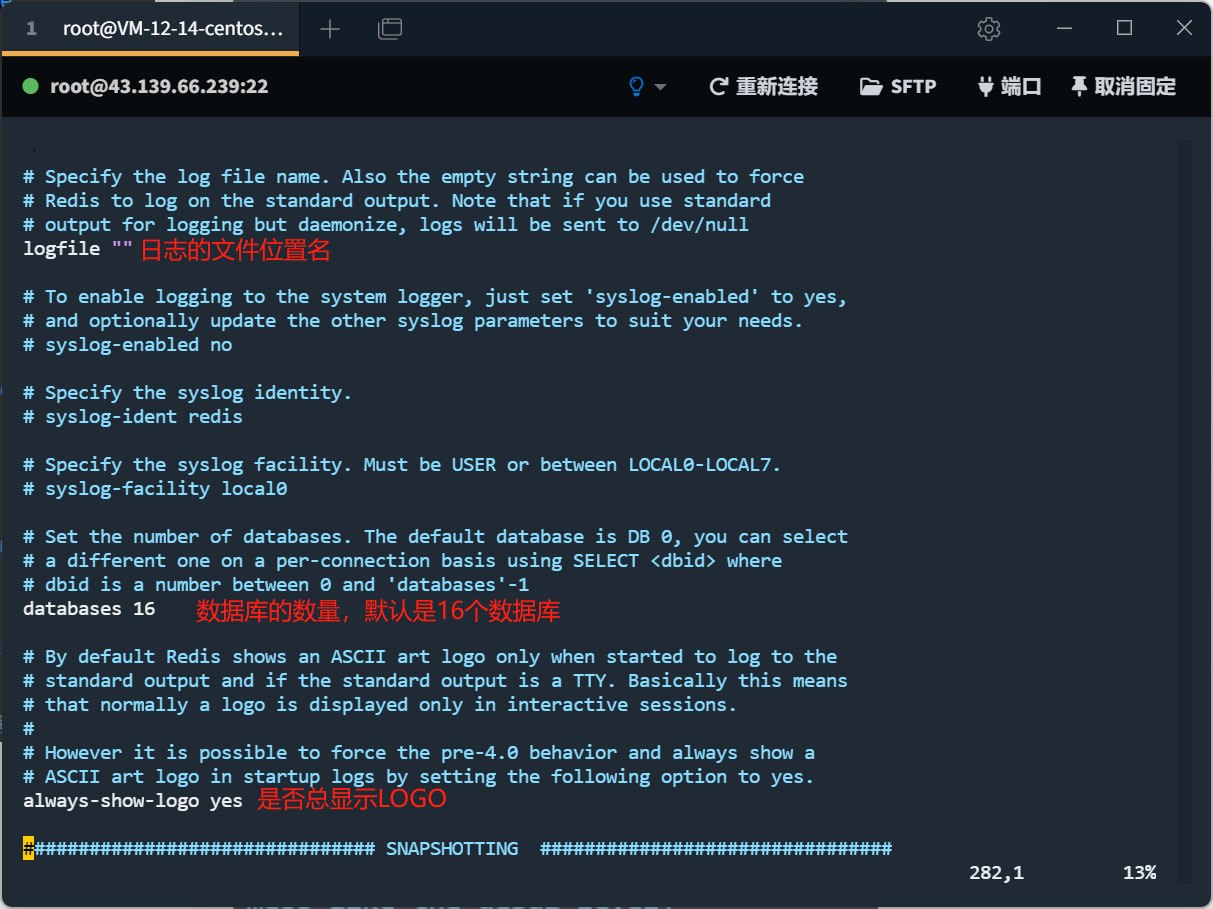 1 root@VM-12-14-centos...
root@43.139.66.239:22 重新连接 SFTP 端口 取消固定
# Specify the log file name. Also the empty string can be used to force
# Redis to log on the standard output. Note that if you use standard
# output for logging but daemonize, logs will be sent to /dev/null
logfile "" 日志的文件位置名
# To enable logging to the system logger, just set 'syslog-enabled' to yes,
# and optionally update the other syslog parameters to suit your needs.
# syslog-enabled no
# Specify the syslog identity.
# syslog-ident redis
# Specify the syslog facility. Must be USER or between LOCAL0-LOCAL7.
# syslog-facility local0
# Set the number of databases. The default database is DB 0, you can select
# a different one on a per-connection basis using SELECT <dbid> where
# dbid is a number between 0 and 'databases'-1
databases 16 数据库的数量，默认是16个数据库
# By default Redis shows an ASCII art logo only when started to log to the
# standard output and if the standard output is a TTY. Basically this means
# that normally a logo is displayed only in interactive sessions.
#
# However it is possible to force the pre-4.0 behavior and always show a
# ASCII art logo in startup logs by setting the following option to yes.
always-show-logo yes 是否总显示LOGO
################################ SNAPSHOTTING  ################################
282,1 13%